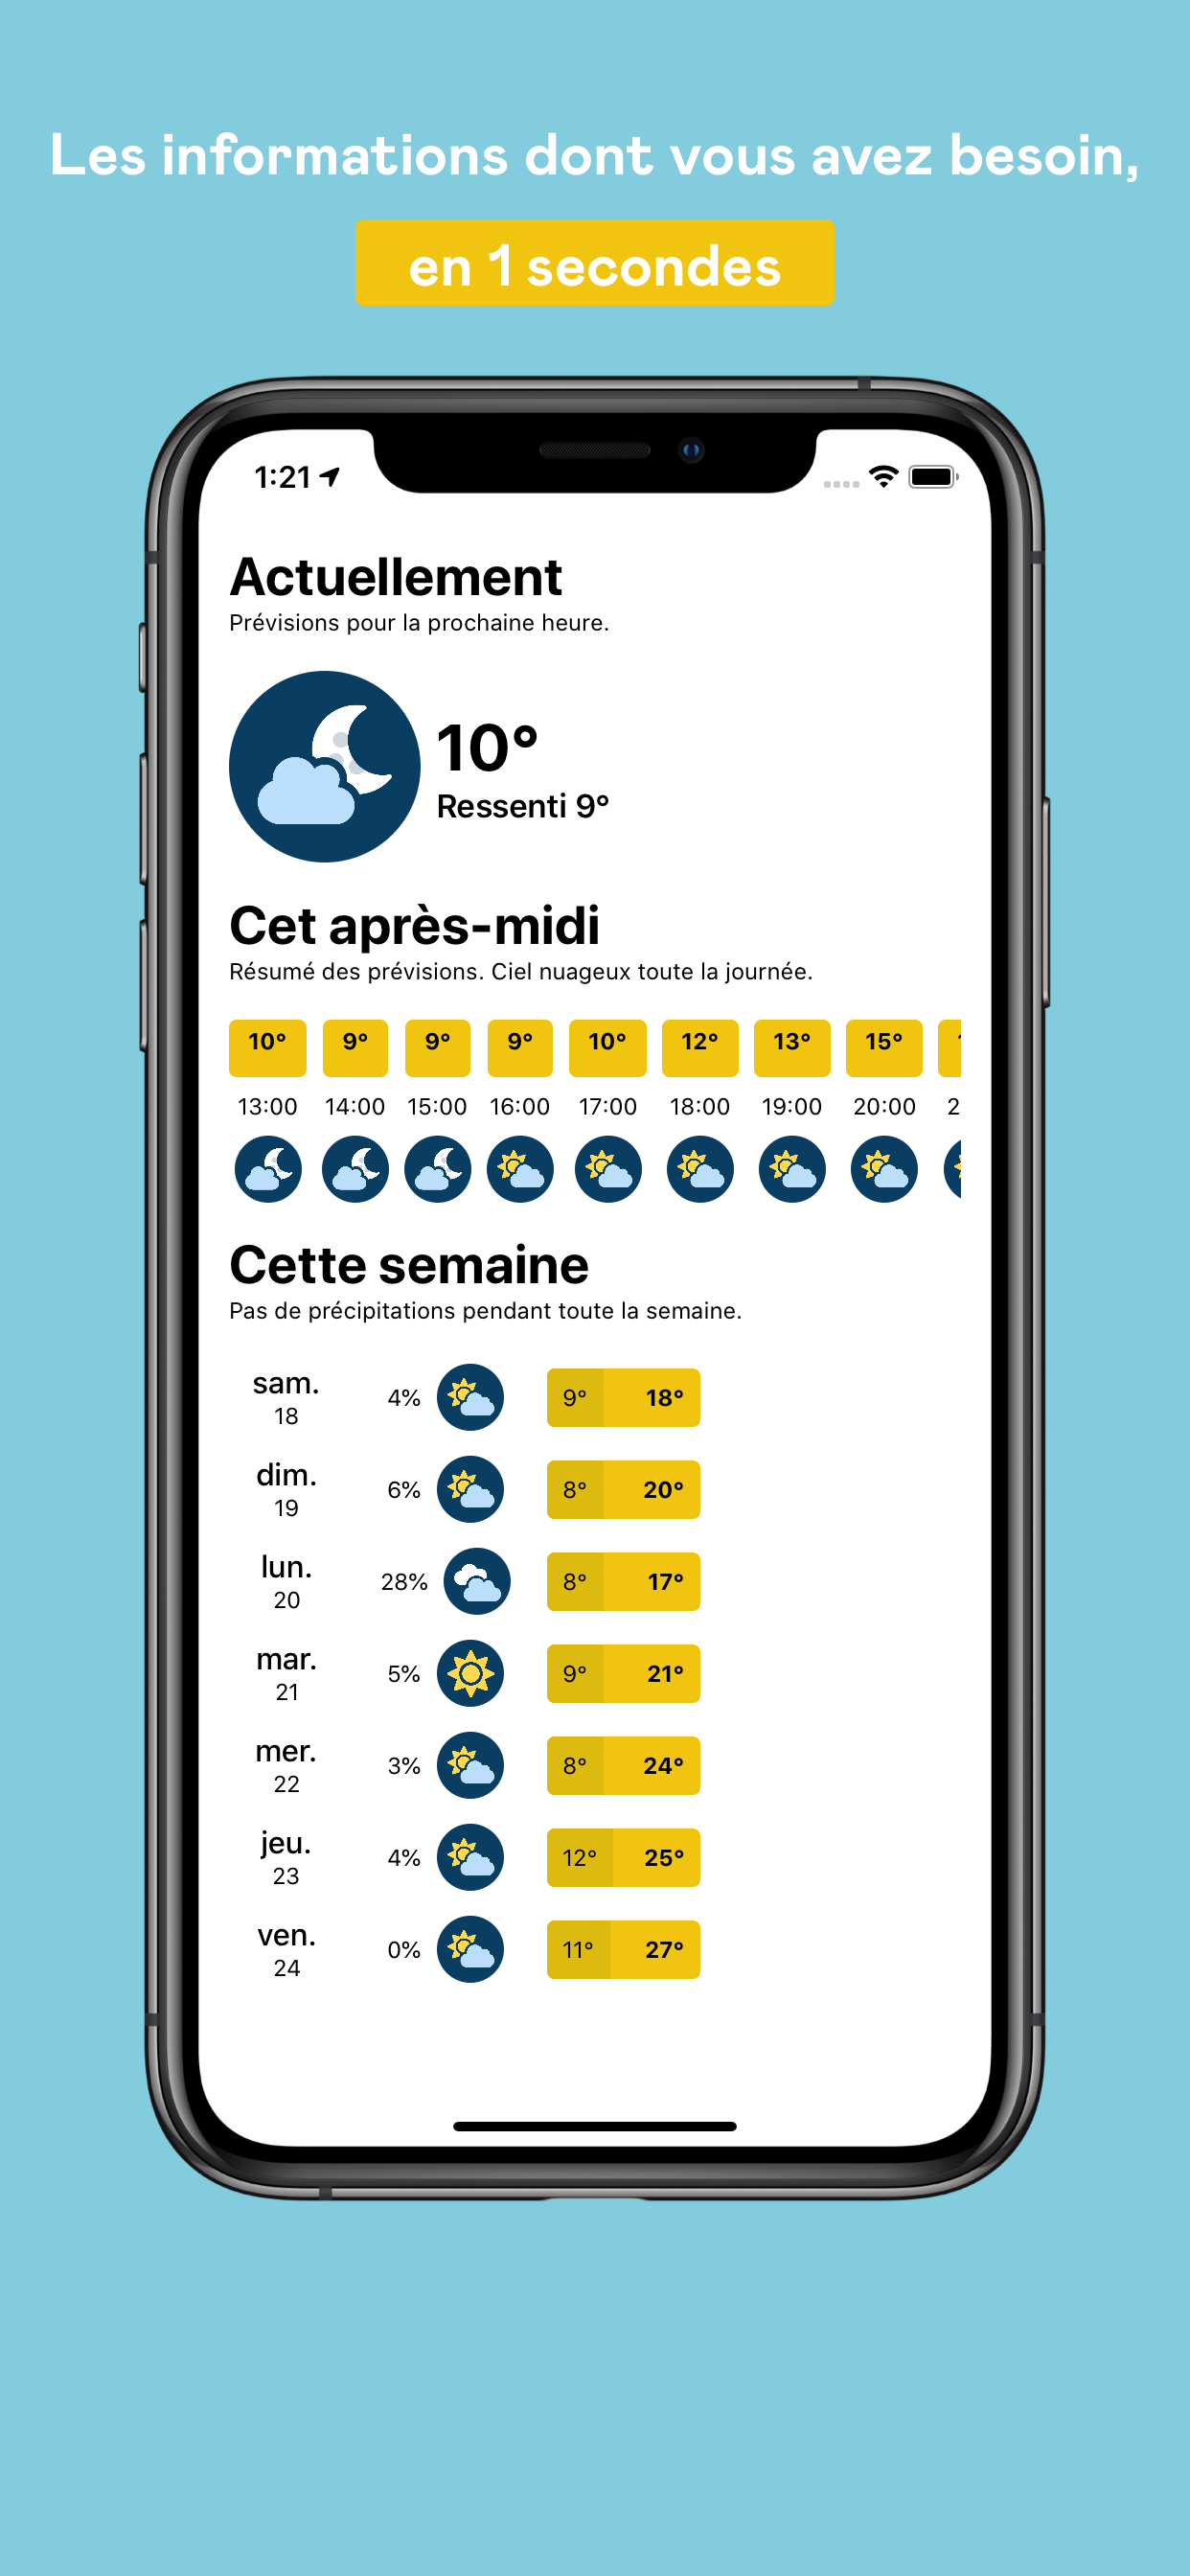 Les informations dont vous avez besoin,
en 1 secondes
1:21
Actuellement
Prévisions pour la prochaine heure.
10°
Ressenti 9°
Cet après-midi
Résumé des prévisions. Ciel nuageux toute la journée.
10° 9° 9° 9° 10° 12° 13° 15°
13:00 14:00 15:00 16:00 17:00 18:00 19:00 20:00 2
Cette semaine
Pas de précipitations pendant toute la semaine.
sam.
18
4% 9° 18°
dim.
19
6% 8° 20°
lun.
20
28% 8° 17°
mar.
21
5% 9° 21°
mer.
22
3% 8° 24°
jeu.
23
4% 12° 25°
ven.
24
0% 11° 27°